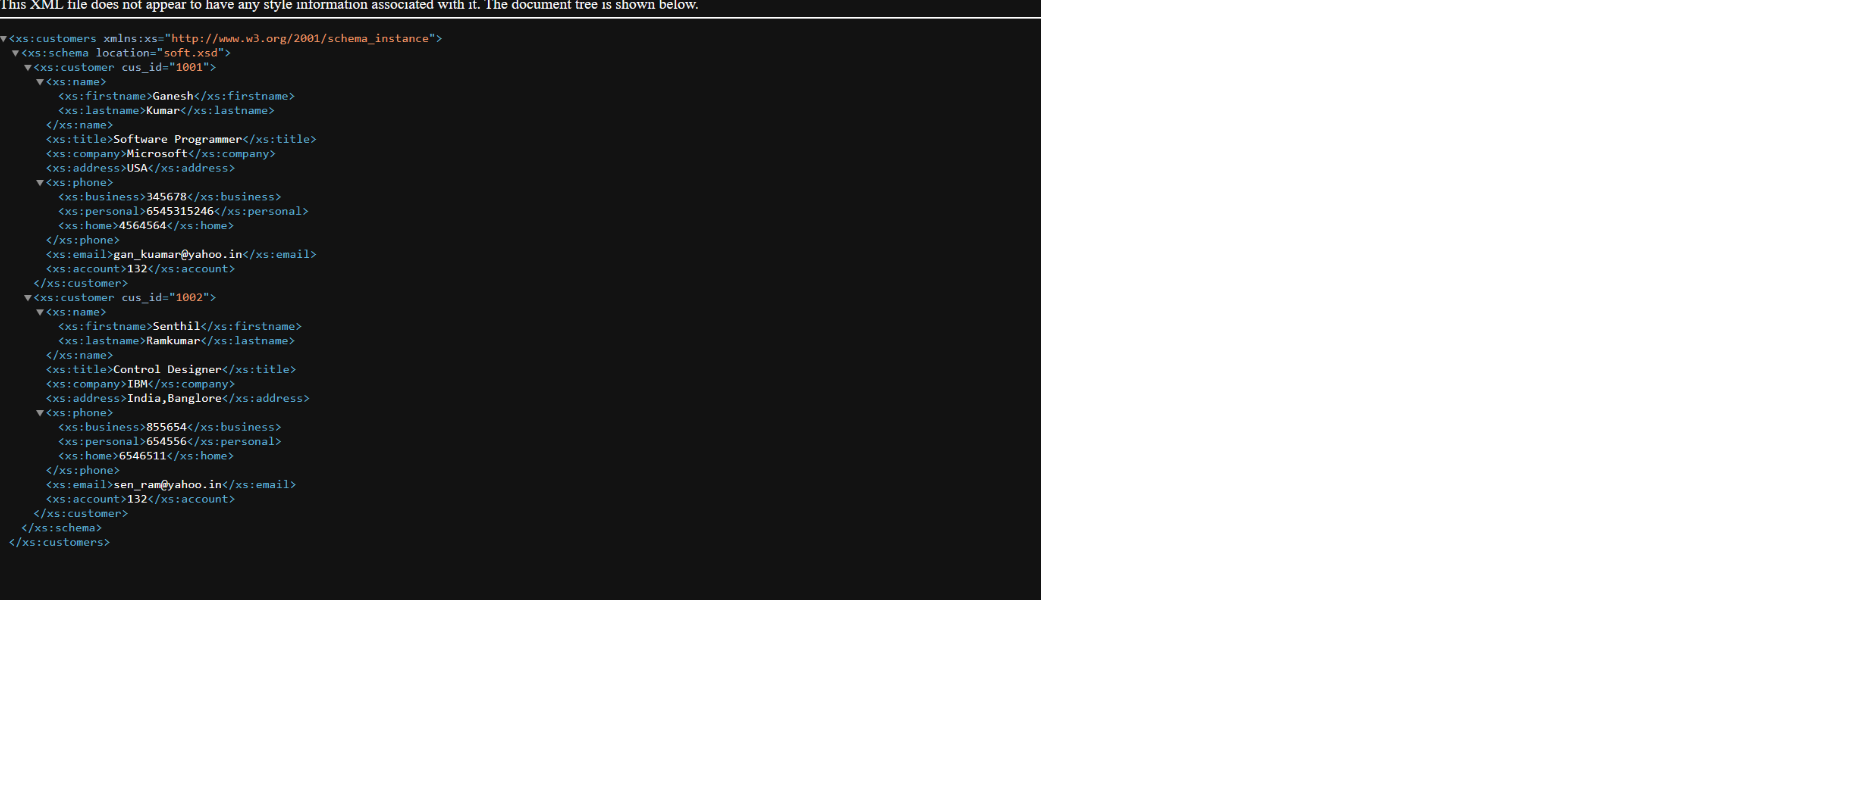 This XML file does not appear to have any style information associated with it. The document tree is shown below.
<xs:customers xmlns:xs="http://www.w3.org/2001/schema_instance">
<xs:schema location="soft.xsd">
<xs:customer cus_id="1001">
<xs:name>
<xs:firstname>Ganesh</xs:firstname>
<xs:lastname>Kumar</xs:lastname>
</xs:name>
<xs:title>Software Programmer</xs:title>
<xs:company>Microsoft</xs:company>
<xs:address>USA</xs:address>
<xs:phone>
<xs:business>345678</xs:business>
<xs:personal>6545315246</xs:personal>
<xs:home>4564564</xs:home>
</xs:phone>
<xs:email>gan_kuamar@yahoo.in</xs:email>
<xs:account>132</xs:account>
</xs:customer>
<xs:customer cus_id="1002">
<xs:name>
<xs:firstname>Senthil</xs:firstname>
<xs:lastname>Ramkumar</xs:lastname>
</xs:name>
<xs:title>Control Designer</xs:title>
<xs:company>IBM</xs:company>
<xs:address>India,Banglore</xs:address>
<xs:phone>
<xs:business>855654</xs:business>
<xs:personal>654556</xs:personal>
<xs:home>6546511</xs:home>
</xs:phone>
<xs:email>sen_ram@yahoo.in</xs:email>
<xs:account>132</xs:account>
</xs:customer>
</xs:schema>
</xs:customers>